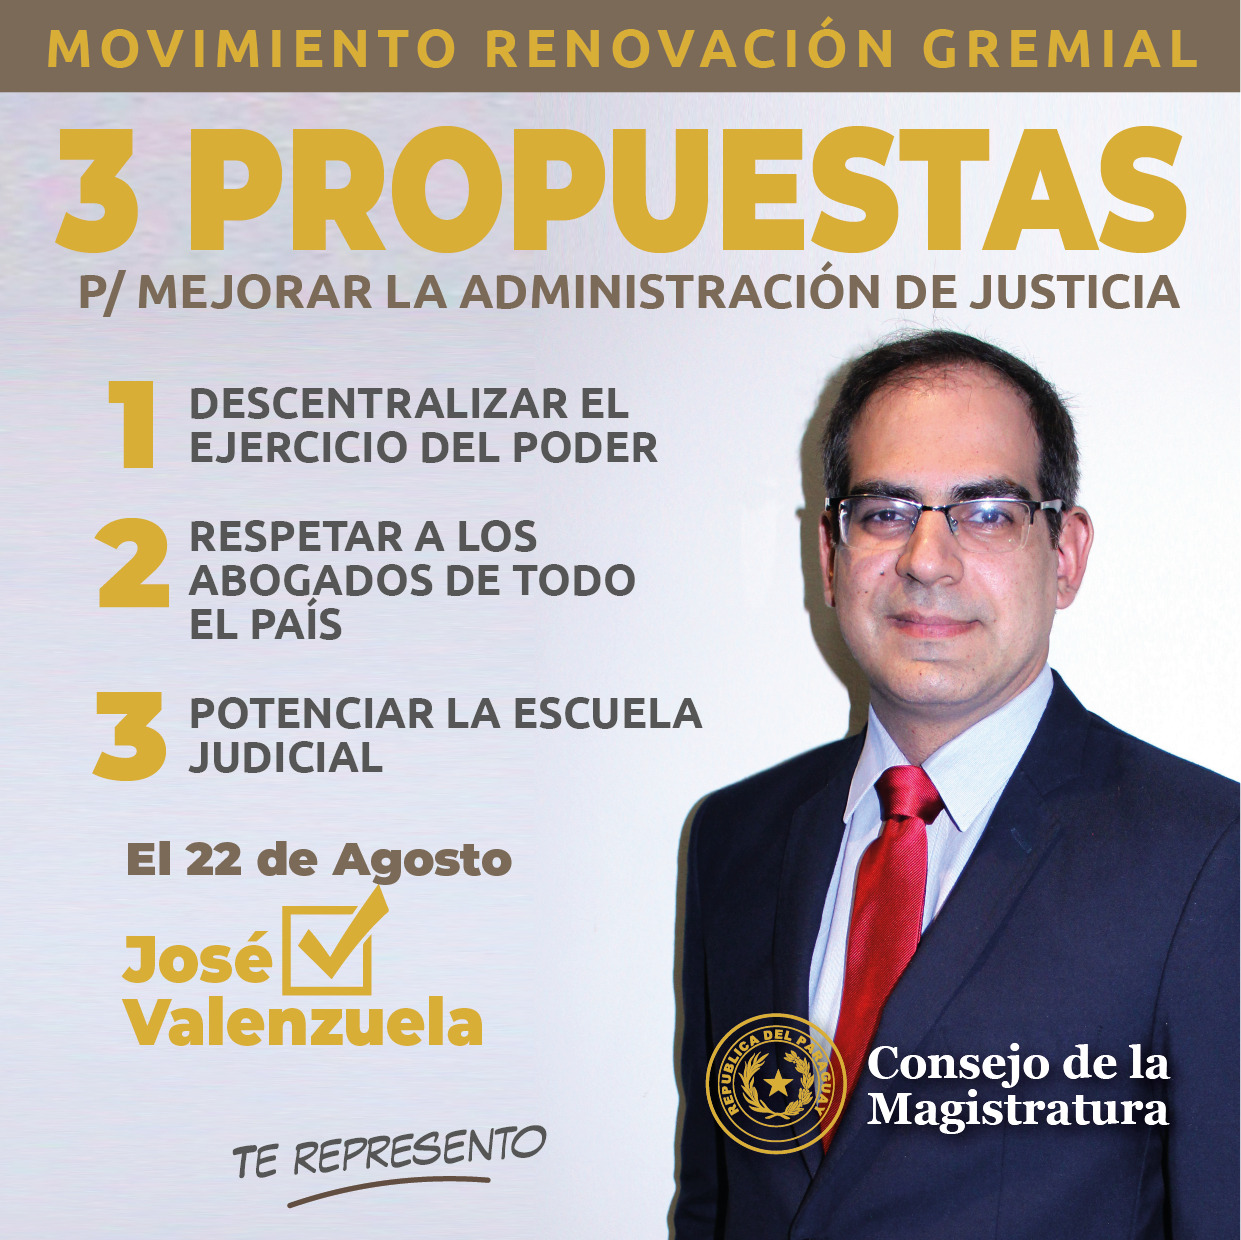 MOVIMIENTO RENOVACIÓN GREMIAL
3 PROPUESTAS
P/ MEJORAR LA ADMINISTRACIÓN DE JUSTICIA
1 DESCENTRALIZAR EL
EJERCICIO DEL PODER
2 RESPETAR A LOS
ABOGADOS DE TODO
EL PAÍS
3 POTENCIAR LA ESCUELA
JUDICIAL
El 22 de Agosto
José
Valenzuela
TE REPRESENTO
REPUBLICA DEL PARAGUAY
Consejo de la
Magistratura